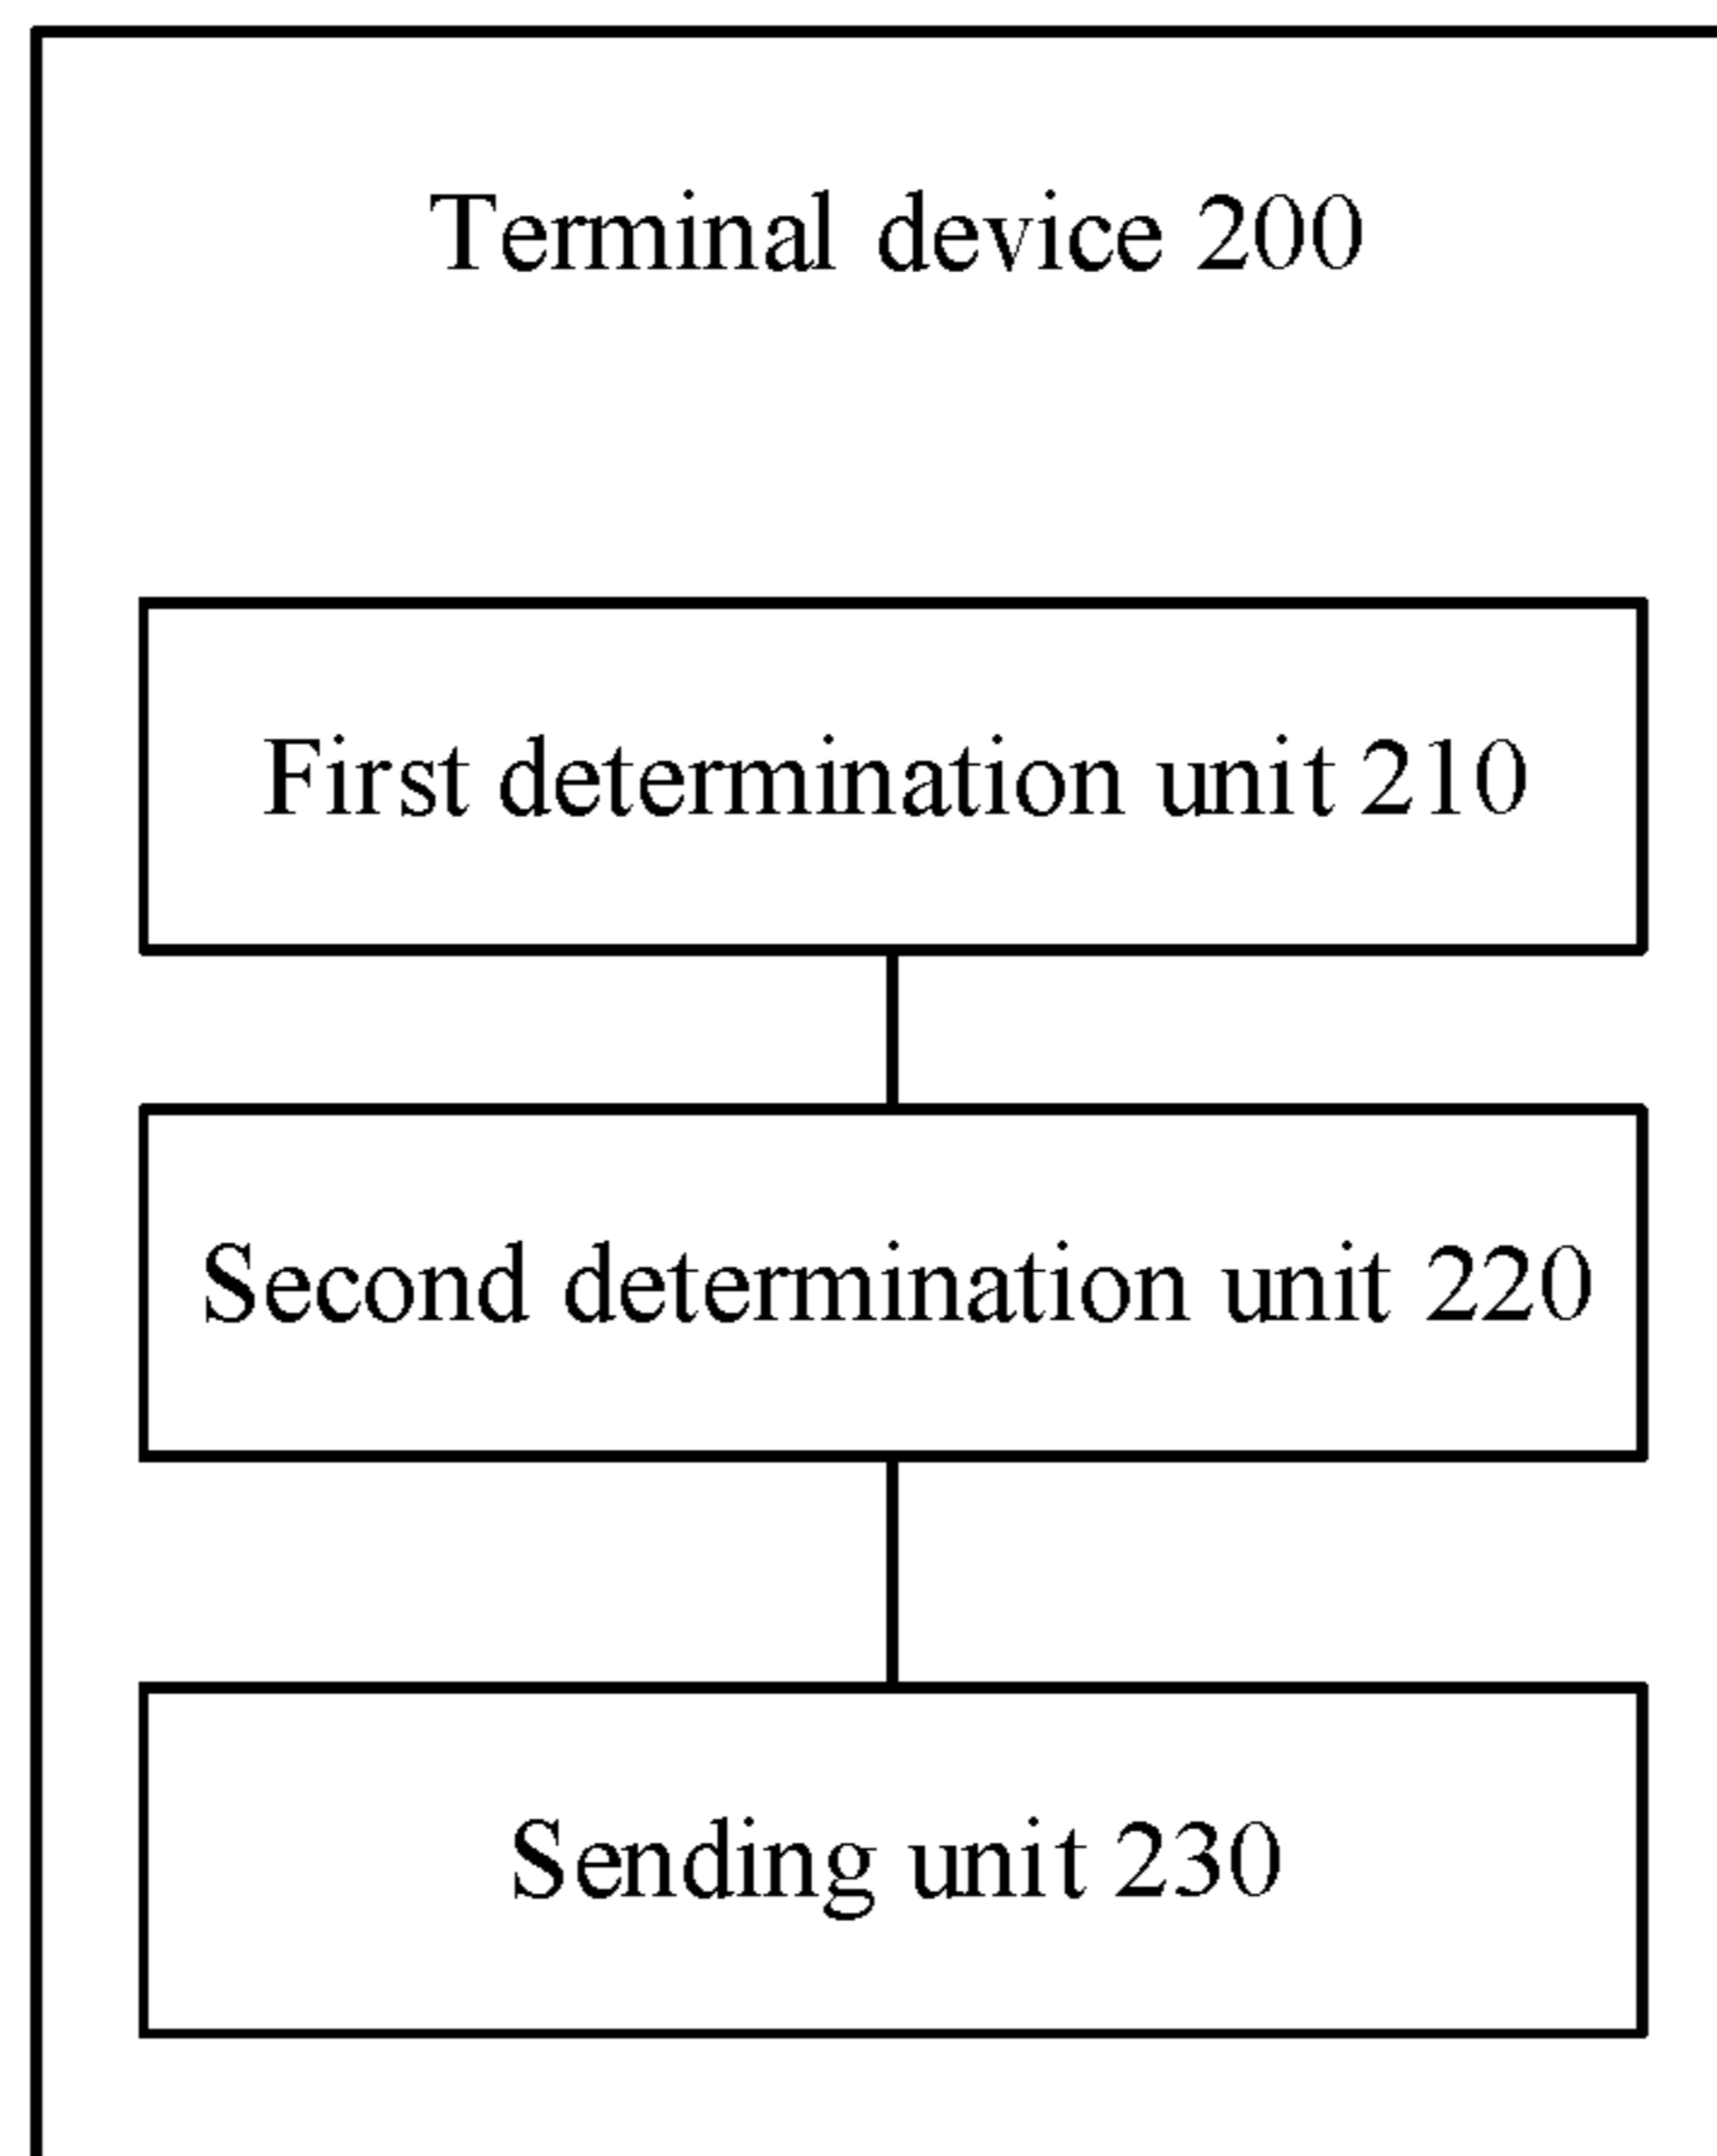 Terminal device 200
First determination unit 210
Second determination unit 220
Sending unit 230